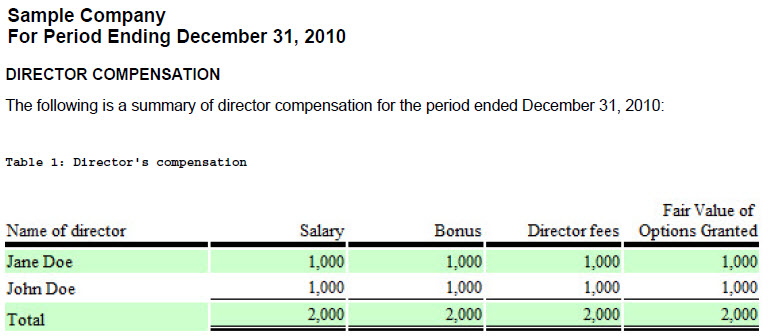 Sample Company
For Period Ending December 31, 2010
DIRECTOR COMPENSATION
The following is a summary of director compensation for the period ended December 31, 2010:
Table 1: Director's compensation
Fair Value of
Name of director Salary Bonus Director fees Options Granted
Jane Doe 1,000 1,000 1,000 1,000
John Doe 1,000 1,000 1,000 1,000
Total 2,000 2,000 2,000 2,000